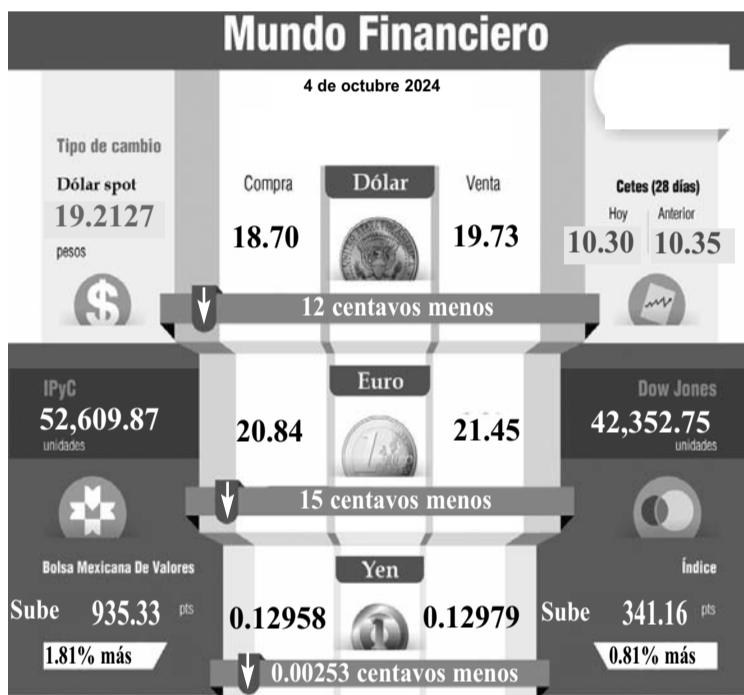 Mundo Financiero
4 de octubre 2024
Tipo de cambio
Dólar spot
19.2127
pesos
$
Compra
Dólar
Venta
18.70
19.73
12 centavos menos
Cetes (28 días)
Hoy
Anterior
10.30
10.35
IPyC
52,609.87
unidades
Euro
20.84
21.45
15 centavos menos
Dow Jones
42,352.75
unidades
Bolsa Mexicana De Valores
Sube 935.33 pts
1.81% más
Yen
0.12958
0.12979
0.00253 centavos menos
Índice
Sube 341.16 pts
0.81% más